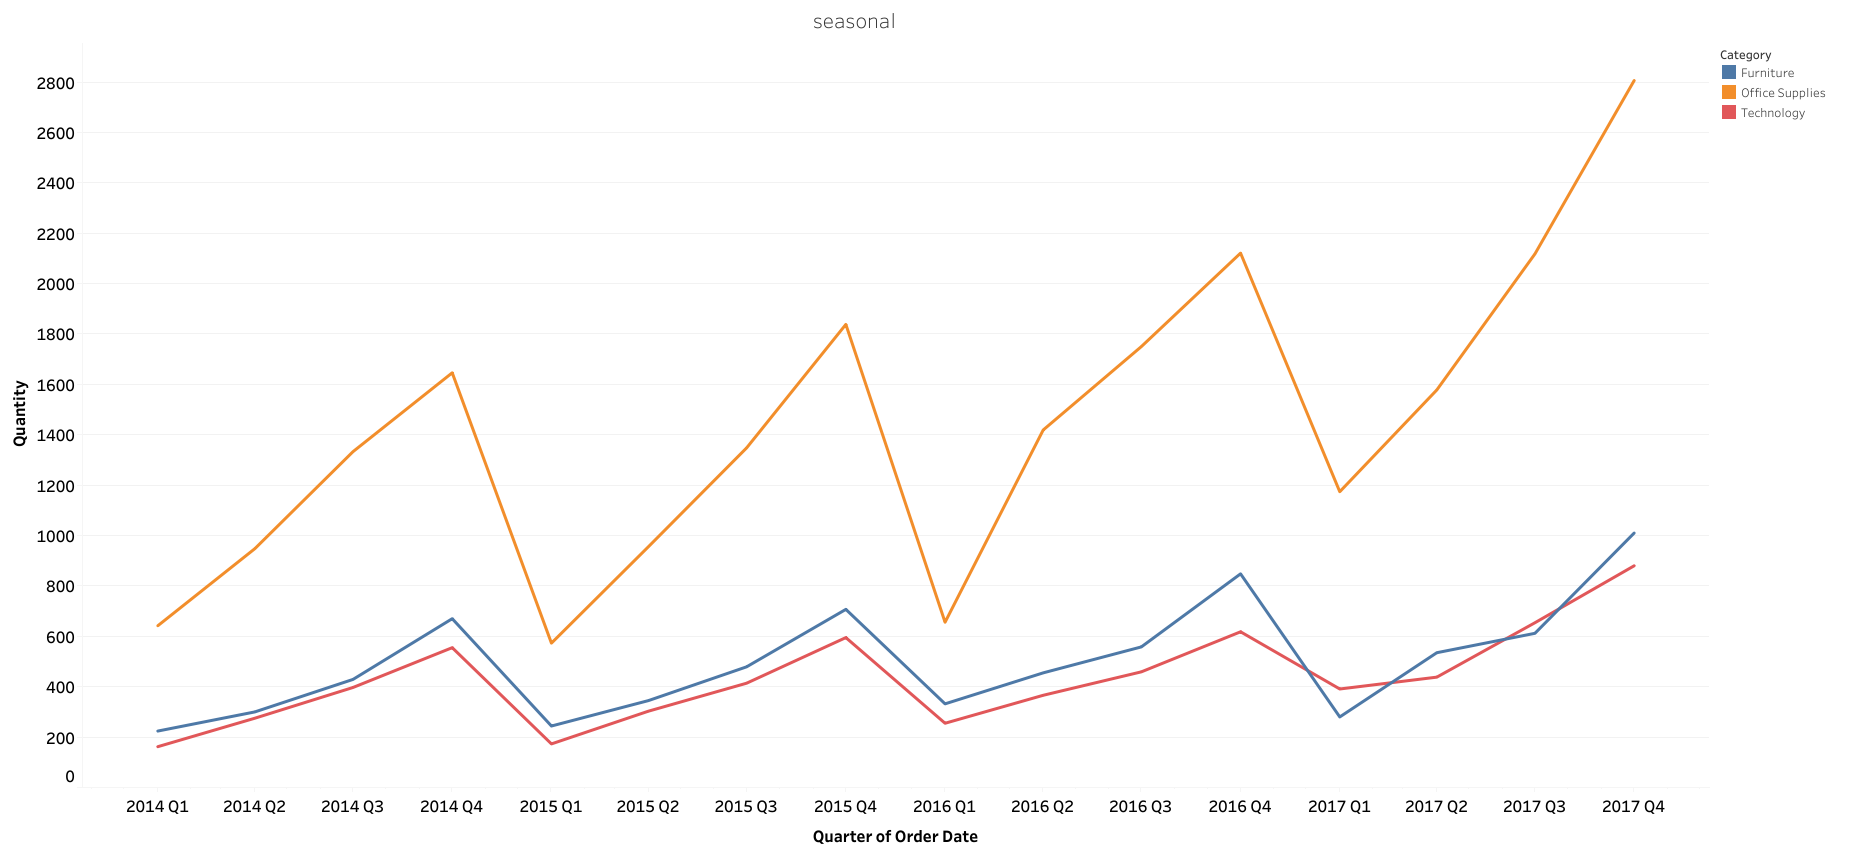 seasonal
Category
Furniture
Office Supplies
Technology
2800
2600
2400
2200
2000
1800
1600
1400
1200
1000
800
600
400
200
0
Quantity
2014 Q1 2014 Q2 2014 Q3 2014 Q4 2015 Q1 2015 Q2 2015 Q3 2015 Q4 2016 Q1 2016 Q2 2016 Q3 2016 Q4 2017 Q1 2017 Q2 2017 Q3 2017 Q4
Quarter of Order Date